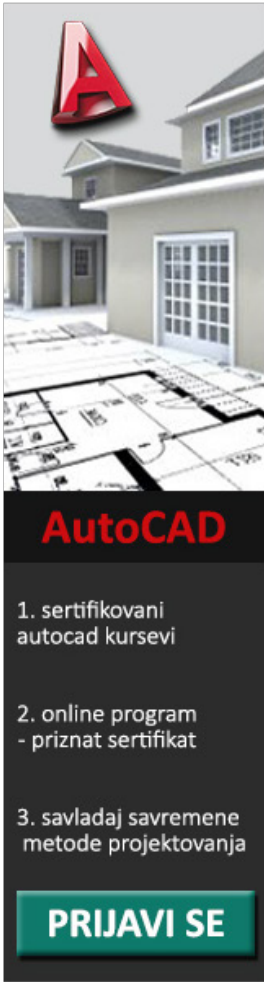 AutoCAD
1. sertifikovani
autocad kursevi
2. online program
- priznat sertifikat
3. savladaj savremene
metode projektovanja
PRIJAVI SE